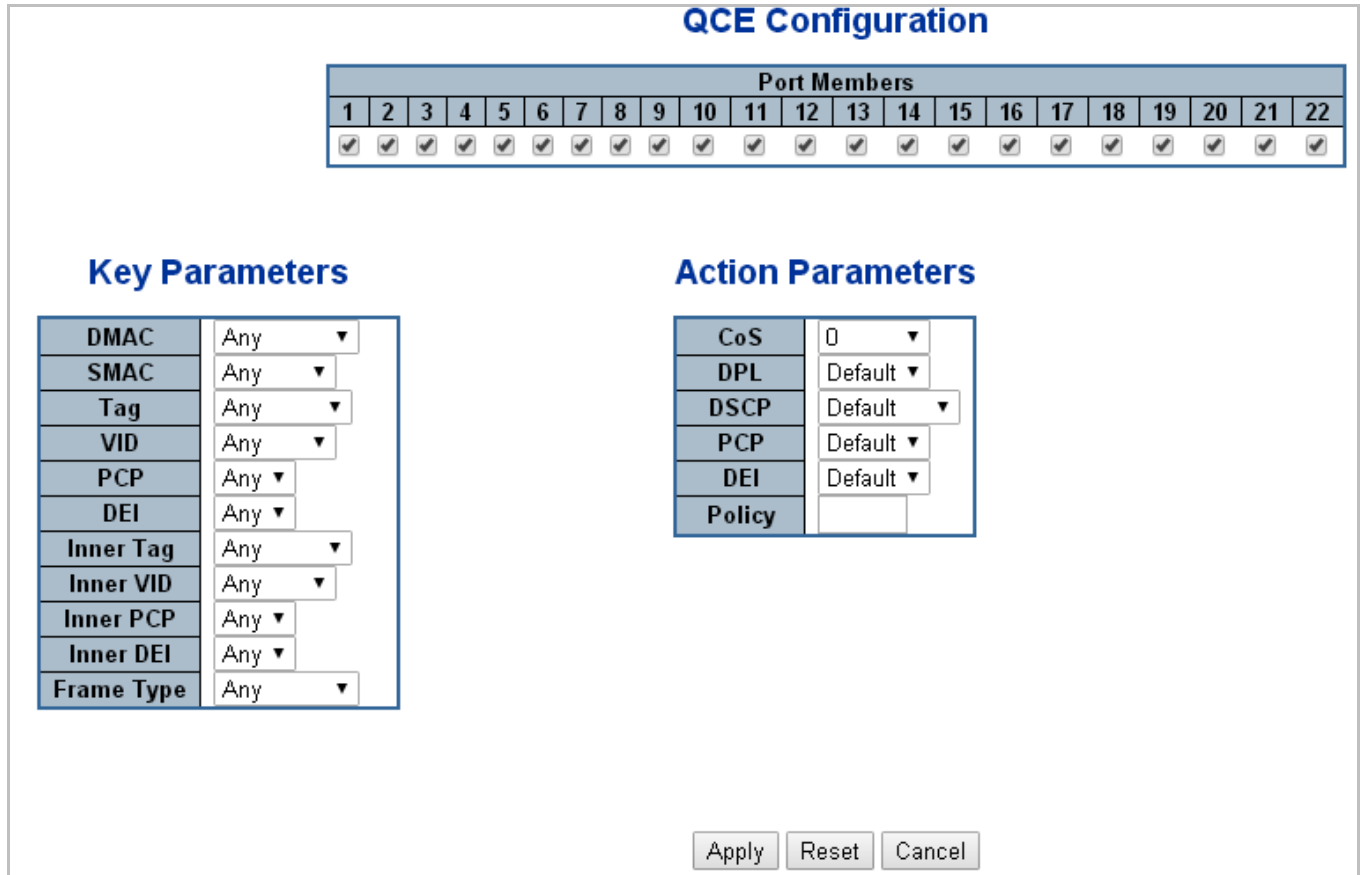 QCE Configuration
Port Members
1 2 3 4 5 6 7 8 9 10 11 12 13 14 15 16 17 18 19 20 21 22
Key Parameters
DMAC Any
SMAC Any
Tag Any
VID Any
PCP Any
DEI Any
Inner Tag Any
Inner VID Any
Inner PCP Any
Inner DEI Any
Frame Type Any
Action Parameters
CoS 0
DPL Default
DSCP Default
PCP Default
DEI Default
Policy
Apply Reset Cancel